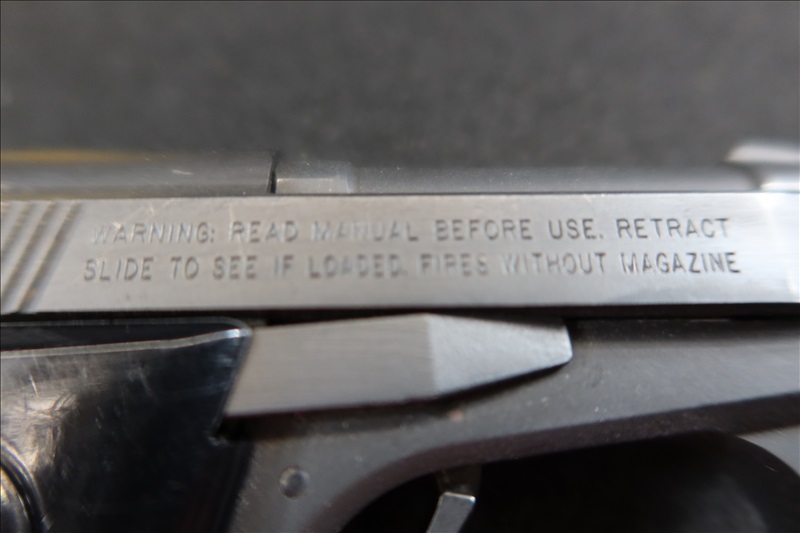 WARNING: READ MANUAL BEFORE USE. RETRACT
SLIDE TO SEE IF LOADED. FIRES WITHOUT MAGAZINE